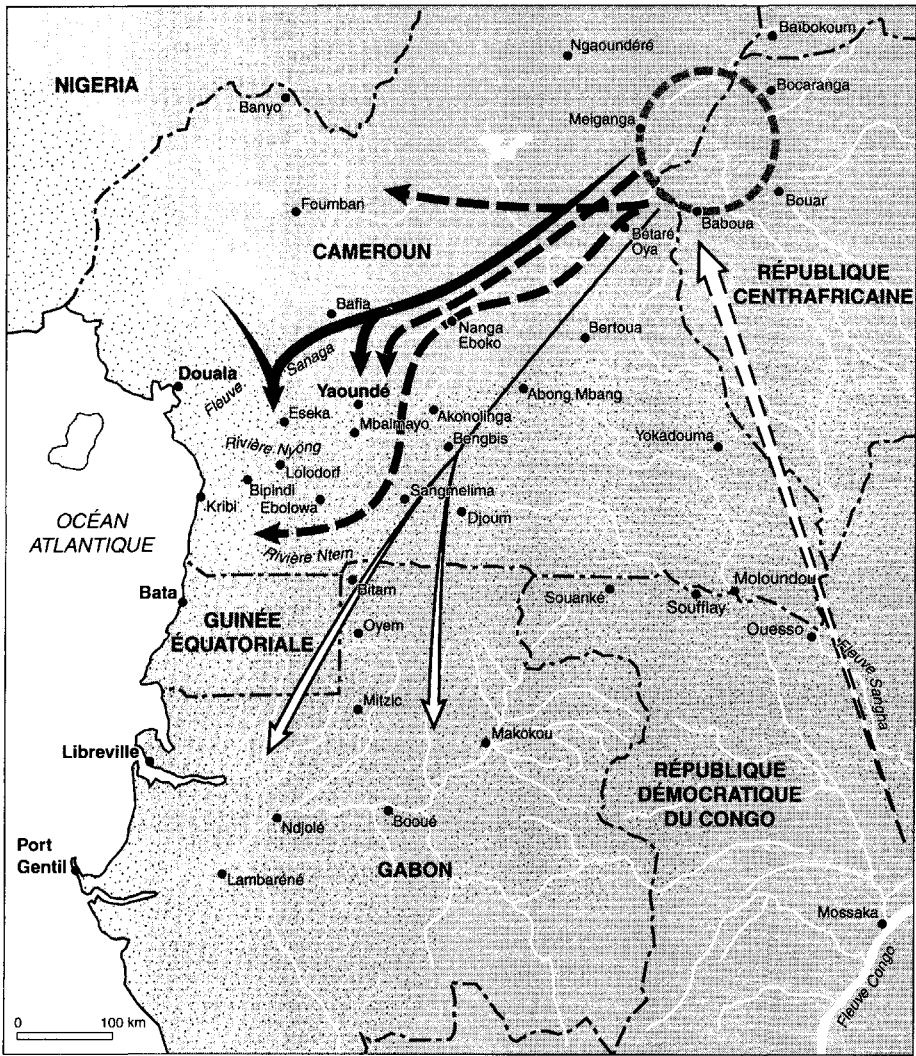 Baïbokoum
Ngaoundéré
NIGERIA
Bocaranga
Banyo
Meiganga
Bouar
Foumban
Baboua
Bétaré
Oya
CAMEROUN
RÉPUBLIQUE
CENTRAFRICAINE
Bafia
Nanga
Eboko
Bertoua
Fleuve Sanaga
Douala
Yaoundé
Abong Mbang
Eseka
Akonolinga
Mbalmayo
Rivière Nyong
Bengbis
Yokadouma
Lolodorf
Bipindi
Kribi
Ebolowa
Sangmelima
Djoum
OCÉAN
ATLANTIQUE
Rivière Ntem
Bitam
Moloundou
Bata
Souanké
Soufflay
GUINÉE
ÉQUATORIALE
Oyem
Ouesso
Fleuve Sangha
Mitzic
Libreville
Makokou
RÉPUBLIQUE
DÉMOCRATIQUE
DU CONGO
Ndjolé
Booué
Port
Gentil
Lambaréné
GABON
Mossaka
Fleuve Congo
0 100 km